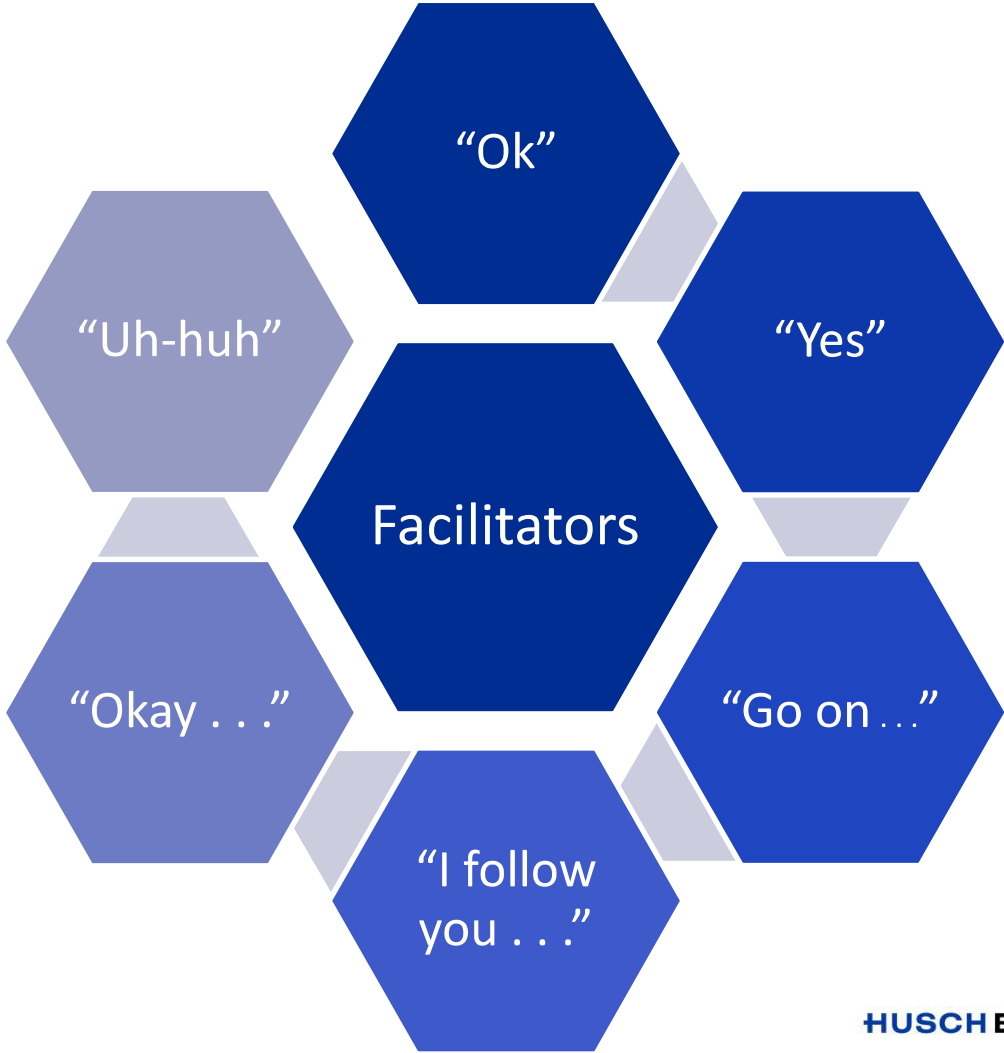 “Ok”
“Uh-huh”
“Yes”
Facilitators
“Okay . . .”
“Go on . . .”
“I follow
you . . .”
HUSCH